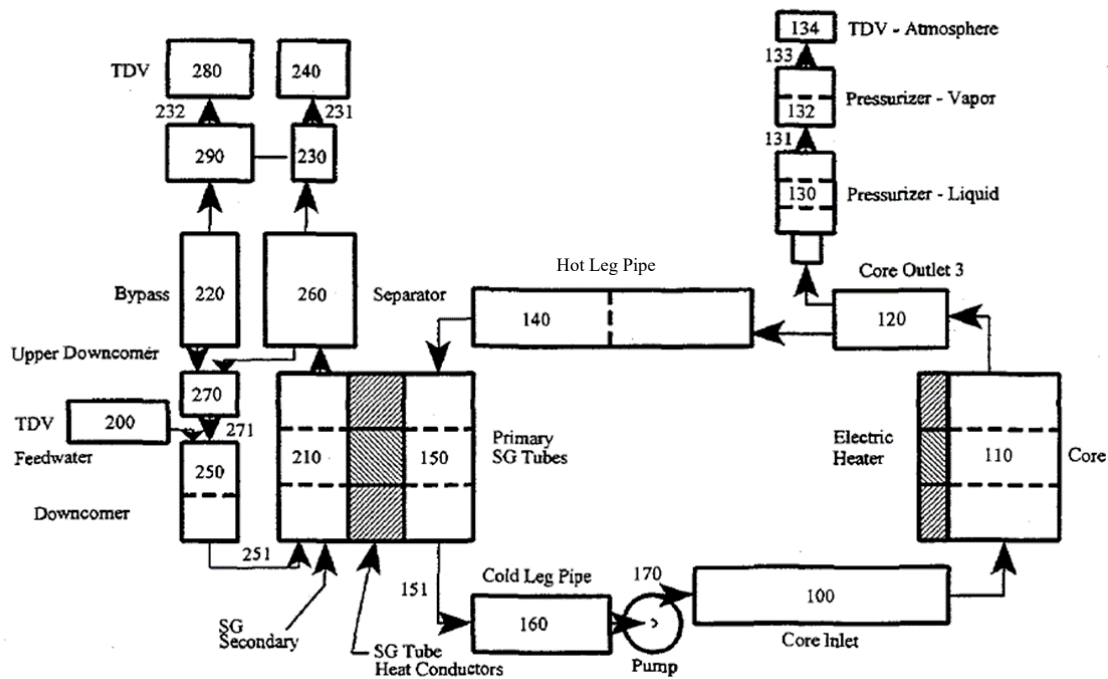 134
TDV - Atmosphere
133
TDV
280
240
132
Pressurizer - Vapor
232
231
131
290
230
130
Pressurizer - Liquid
Hot Leg Pipe
Core Outlet 3
Bypass
220
260
Separator
140
120
Upper Downcomer
270
TDV
200
271
Feedwater
250
210
150
Primary
SG Tubes
Electric
Heater
110
Core
Downcomer
251
151
Cold Leg Pipe
170
160
100
SG
Secondary
SG Tube
Heat Conductors
Pump
Core Inlet